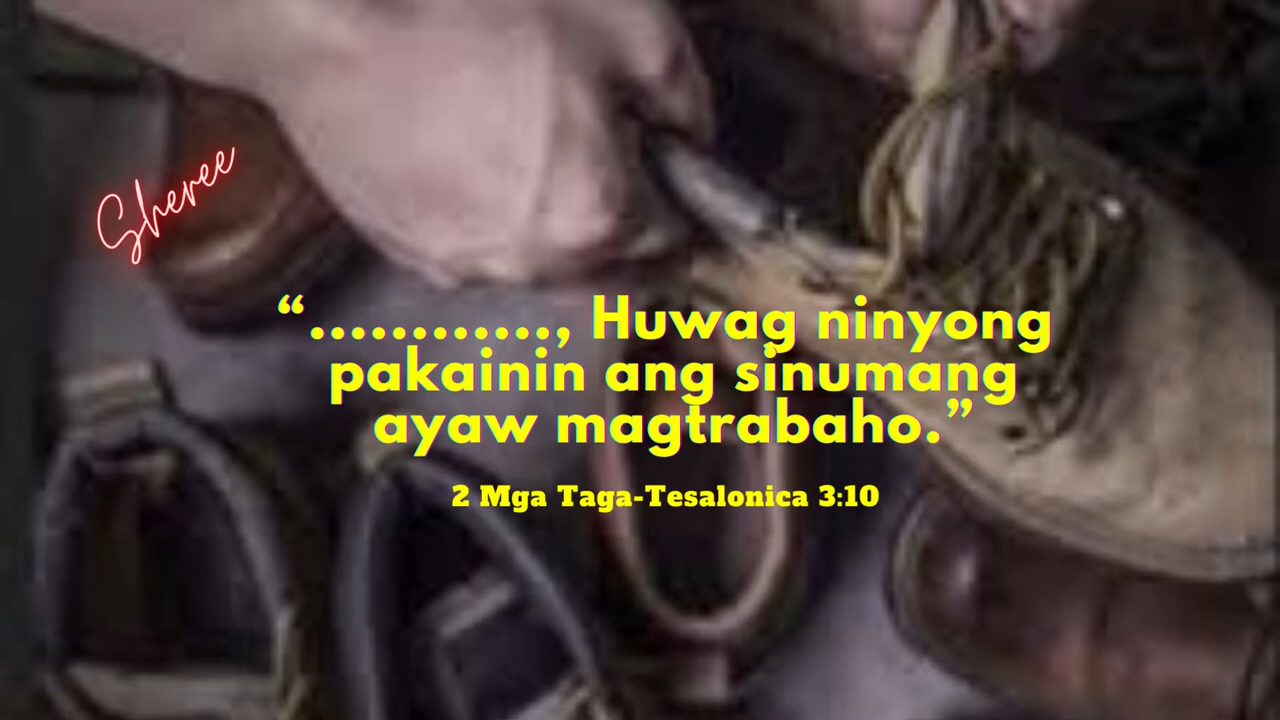 Sheree
“............, Huwag ninyong
pakainin ang sinumang
ayaw magtrabaho.”
2 Mga Taga-Tesalonica 3:10